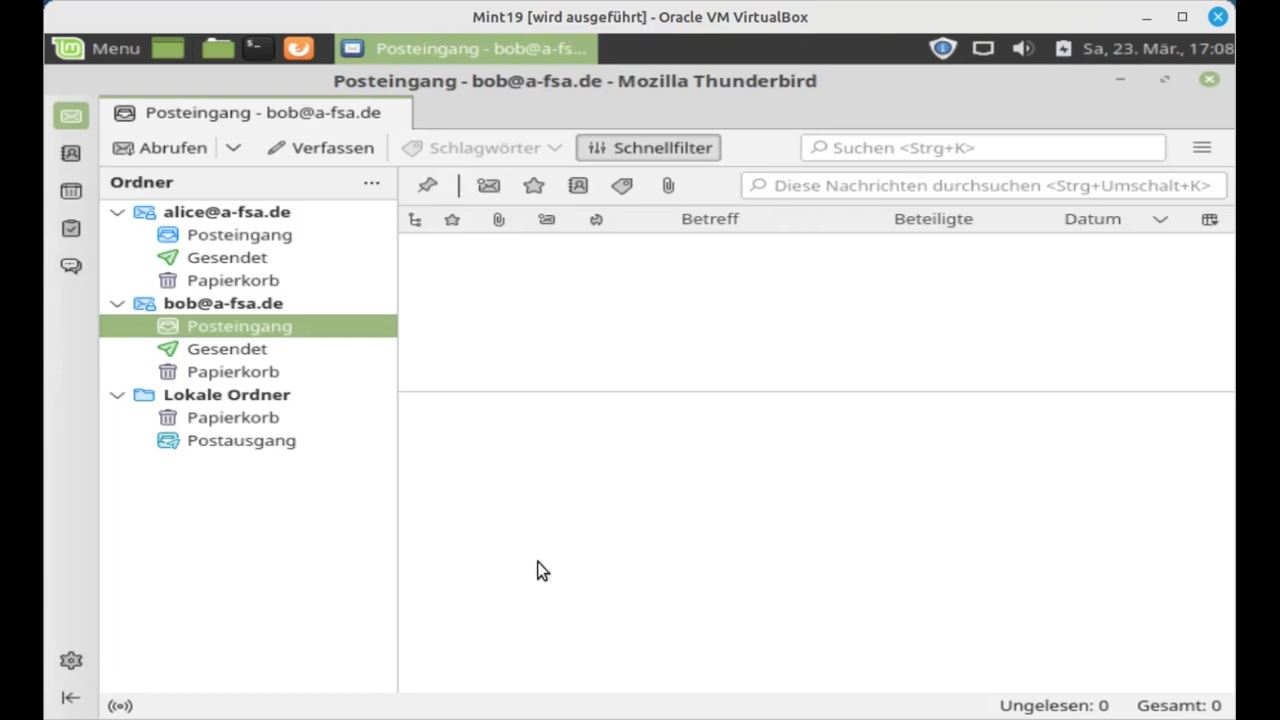 Mint19 [wird ausgeführt] - Oracle VM VirtualBox
Menu
Posteingang - bob@a-fs...
Sa, 23. Mär., 17:08
Posteingang - bob@a-fsa.de - Mozilla Thunderbird
Posteingang - bob@a-fsa.de
Abrufen
Verfassen
Schlagwörter
Schnellfilter
Suchen <Strg+K>
Ordner
Diese Nachrichten durchsuchen <Strg+Umschalt+K>
Betreff
Beteiligte
Datum
alice@a-fsa.de
Posteingang
Gesendet
Papierkorb
bob@a-fsa.de
Posteingang
Gesendet
Papierkorb
Lokale Ordner
Papierkorb
Postausgang
Ungelesen: 0
Gesamt: 0